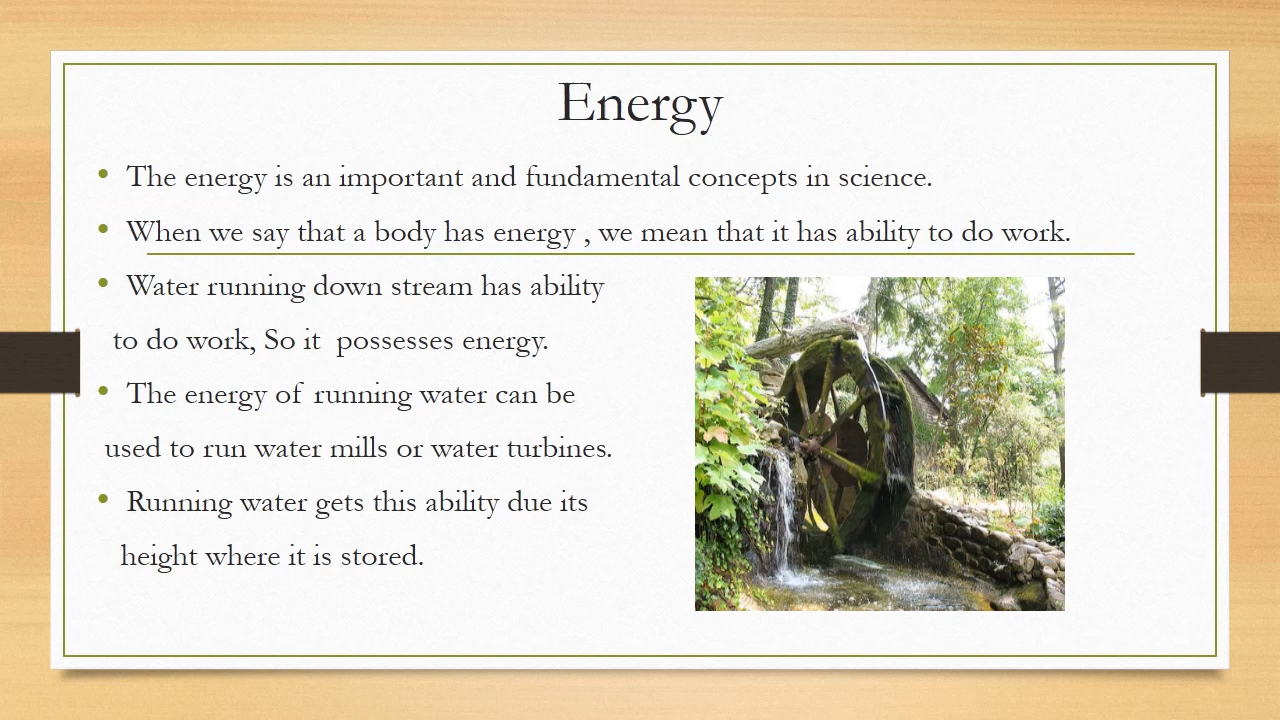 Energy
• The energy is an important and fundamental concepts in science.
• When we say that a body has energy , we mean that it has ability to do work.
• Water running down stream has ability
to do work, So it  possesses energy.
• The energy of running water can be
used to run water mills or water turbines.
• Running water gets this ability due its
height where it is stored.